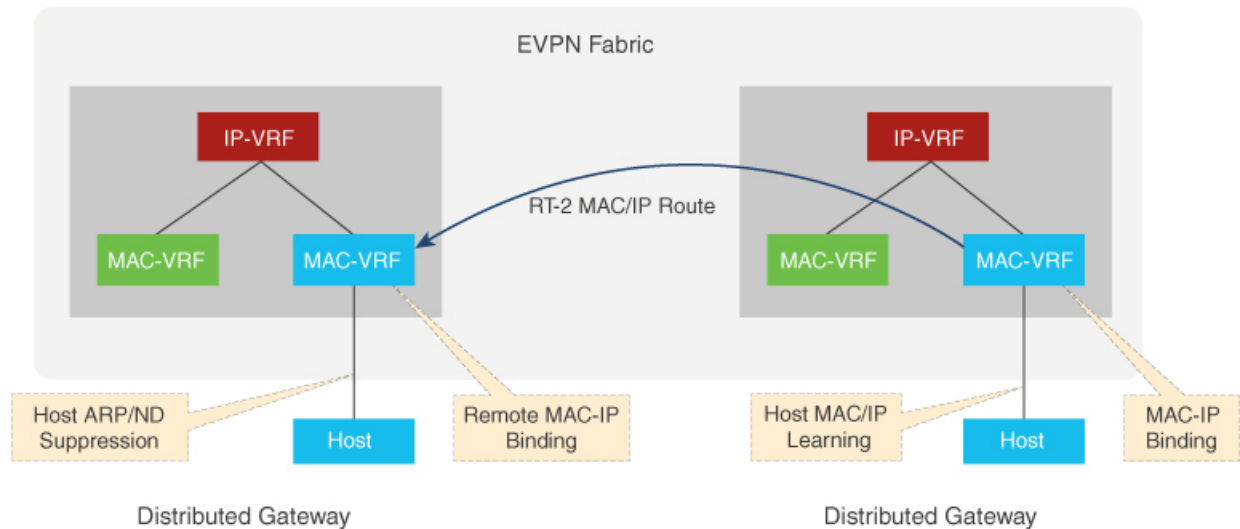 EVPN Fabric
IP-VRF
IP-VRF
RT-2 MAC/IP Route
MAC-VRF
MAC-VRF
MAC-VRF
MAC-VRF
Host ARP/ND
Suppression
Host
Remote MAC-IP
Binding
Host MAC/IP
Learning
Host
MAC-IP
Binding
Distributed Gateway
Distributed Gateway